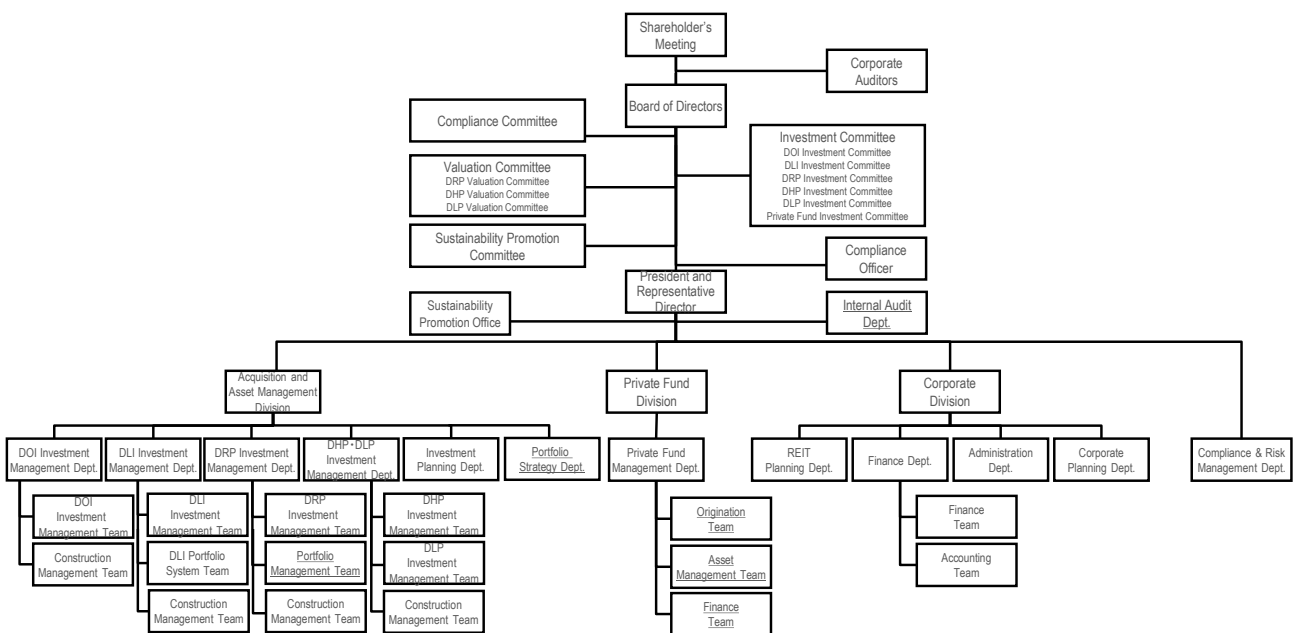 Shareholder's
Meeting
Corporate
Auditors
Board of Directors
Compliance Committee
Investment Committee
DOI Investment Committee
DLI Investment Committee
DRP Investment Committee
DHP Investment Committee
DLP Investment Committee
Private Fund Investment Committee
Valuation Committee
DRP Valuation Committee
DHP Valuation Committee
DLP Valuation Committee
Sustainability Promotion
Committee
Compliance
Officer
President and
Representative
Director
Sustainability
Promotion Office
Internal Audit
Dept.
Acquisition and
Asset Management
Division
Private Fund
Division
Corporate
Division
DOI Investment
Management Dept.
DLI Investment
Management Dept.
DRP Investment
Management Dept.
DHP・DLP
Investment
Management Dept.
Investment
Planning Dept.
Portfolio
Strategy Dept.
Private Fund
Management Dept.
REIT
Planning Dept.
Finance Dept.
Administration
Dept.
Corporate
Planning Dept.
Compliance & Risk
Management Dept.
DOI
Investment
Management Team
DLI
Investment
Management Team
DRP
Investment
Management Team
DHP
Investment
Management Team
Origination
Team
Finance
Team
Construction
Management Team
DLI Portfolio
System Team
Portfolio
Management Team
DLP
Investment
Management Team
Asset
Management Team
Accounting
Team
Construction
Management Team
Construction
Management Team
Construction
Management Team
Finance
Team